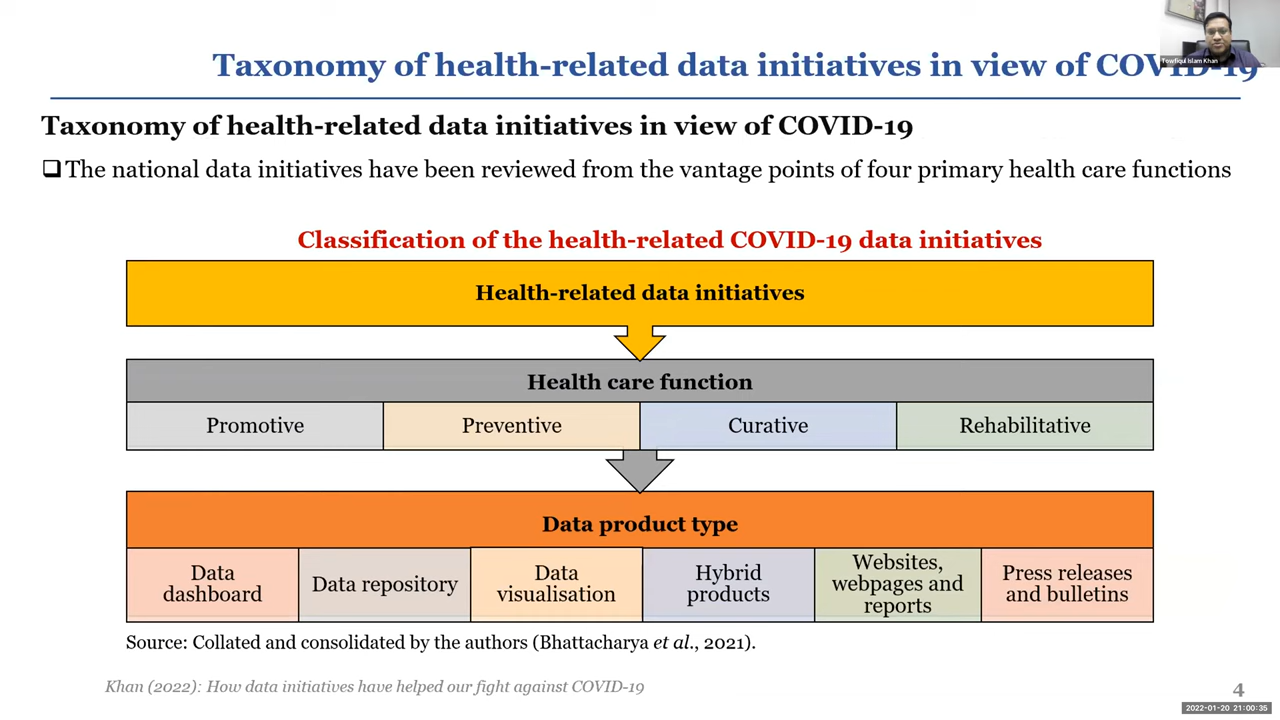 Taxonomy of health-related data initiatives in view of COVID-19
Towfiqul Islam Khan
Taxonomy of health-related data initiatives in view of COVID-19
❑The national data initiatives have been reviewed from the vantage points of four primary health care functions
Classification of the health-related COVID-19 data initiatives
Health-related data initiatives
Health care function
Promotive
Preventive
Curative
Rehabilitative
Data product type
Data
dashboard
Data repository
Data
visualisation
Hybrid
products
Websites,
webpages and
reports
Press releases
and bulletins
Source: Collated and consolidated by the authors (Bhattacharya et al., 2021).
Khan (2022): How data initiatives have helped our fight against COVID-19
4
2022-01-20 21:00:35